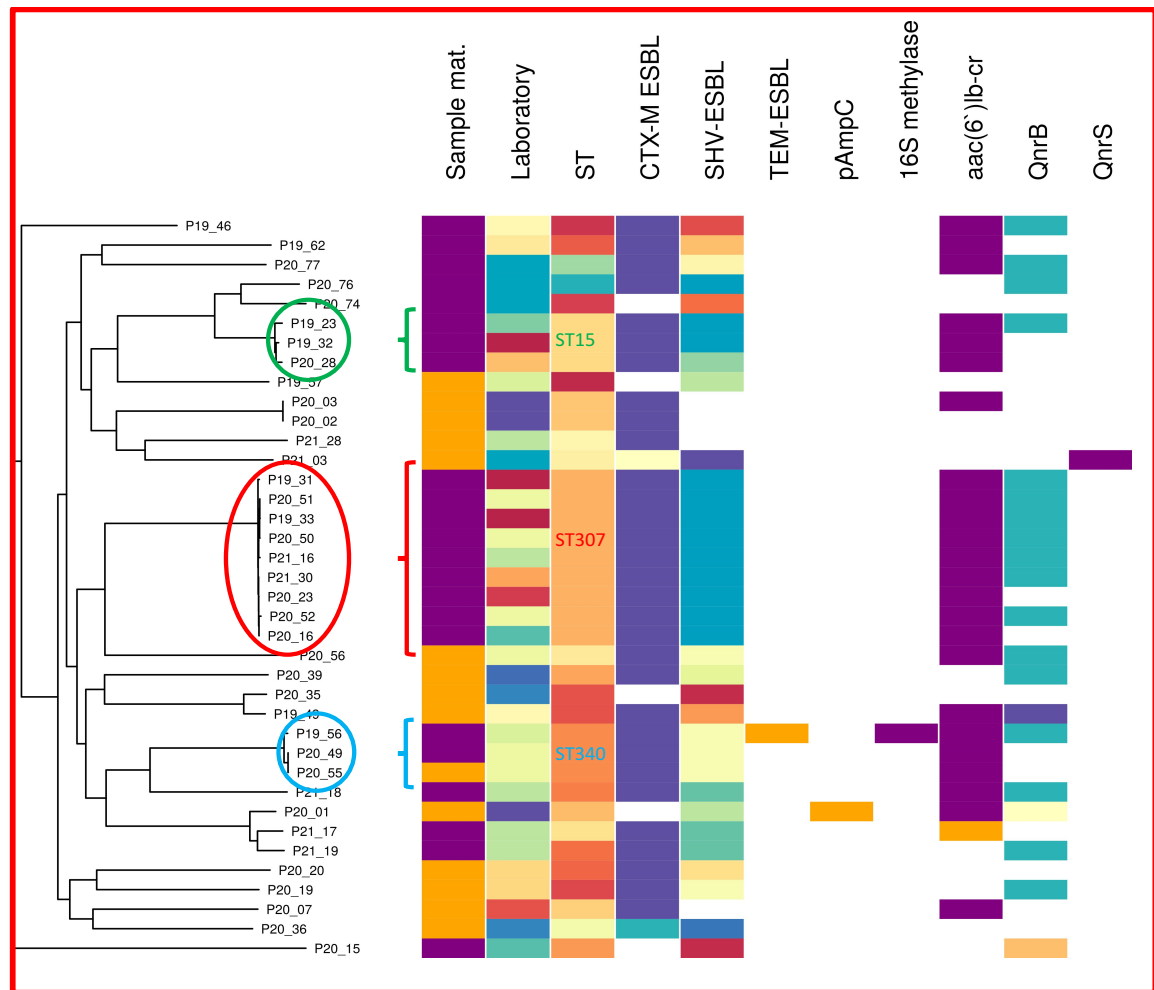 Sample mat.
Laboratory
ST
CTX-M ESBL
SHV-ESBL
TEM-ESBL
pAmpC
16S methylase
aac(6`)Ib-cr
QnrB
QnrS
P19_46
P19_62
P20_77
P20_76
P20_74
P19_23
P19_32
ST15
P20_28
P19_57
P20_03
P20_02
P21_28
P21_03
P19_31
P20_51
P19_33
P20_50
ST307
P21_16
P21_30
P20_23
P20_52
P20_16
P20_56
P20_39
P20_35
P19_49
P19_56
P20_49
ST340
P20_55
P21_18
P20_01
P21_17
P21_19
P20_20
P20_19
P20_07
P20_36
P20_15